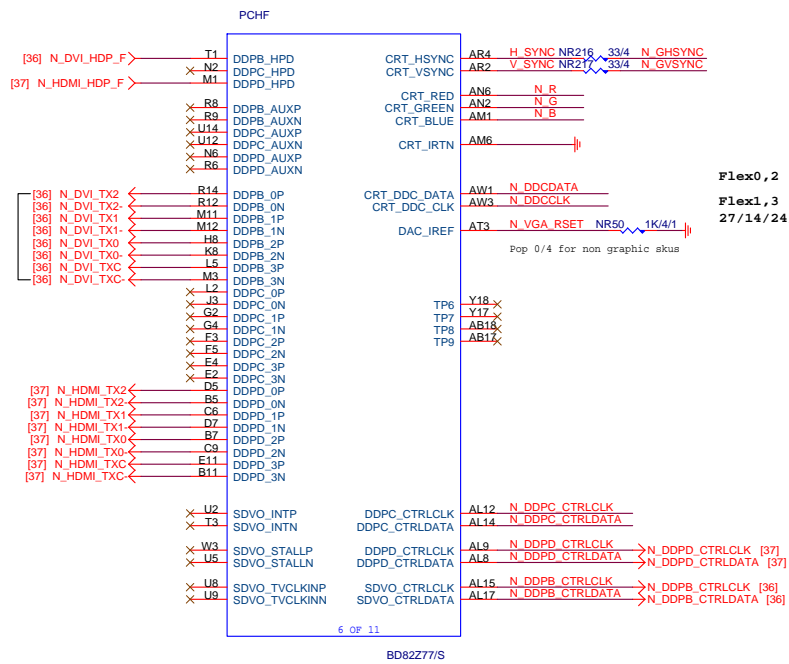 PCHF
[36] N_DVI_HDP_F T1 DDPB_HPD
N2 DDPC_HPD
[37] N_HDMI_HDP_F M1 DDPD_HPD
R8 DDPB_AUXP
R9 DDPB_AUXN
U14 DDPC_AUXP
U12 DDPC_AUXN
N6 DDPD_AUXP
R6 DDPD_AUXN
[36] N_DVI_TX2 R14 DDPB_0P
[36] N_DVI_TX2- R12 DDPB_0N
[36] N_DVI_TX1 M11 DDPB_1P
[36] N_DVI_TX1- M12 DDPB_1N
[36] N_DVI_TX0 H8 DDPB_2P
[36] N_DVI_TX0- K8 DDPB_2N
[36] N_DVI_TXC L5 DDPB_3P
[36] N_DVI_TXC- M3 DDPB_3N
L2 DDPC_0P
J3 DDPC_0N
G2 DDPC_1P
G4 DDPC_1N
F3 DDPC_2P
F5 DDPC_2N
E4 DDPC_3P
E2 DDPC_3N
[37] N_HDMI_TX2 D5 DDPD_0P
[37] N_HDMI_TX2- B5 DDPD_0N
[37] N_HDMI_TX1 C6 DDPD_1P
[37] N_HDMI_TX1- D7 DDPD_1N
[37] N_HDMI_TX0 B7 DDPD_2P
[37] N_HDMI_TX0- C9 DDPD_2N
[37] N_HDMI_TXC E11 DDPD_3P
[37] N_HDMI_TXC- B11 DDPD_3N
U2 SDVO_INTP
T3 SDVO_INTN
W3 SDVO_STALLP
U5 SDVO_STALLN
U8 SDVO_TVCLKINP
U9 SDVO_TVCLKINN
CRT_HSYNC AR4 H_SYNC NR216 33/4 N_GHSYNC
CRT_VSYNC AR2 V_SYNC NR217 33/4 N_GVSYNC
CRT_RED AN6 N_R
CRT_GREEN AN2 N_G
CRT_BLUE AM1 N_B
CRT_IRTN AM6
CRT_DDC_DATA AW1 N_DDCDATA
CRT_DDC_CLK AW3 N_DDCCLK
DAC_IREF AT3 N_VGA_RSET NR50 1K/4/1
Pop 0/4 for non graphic skus
TP6 Y18
TP7 Y17
TP8 AB18
TP9 AB17
DDPC_CTRLCLK AL12 N_DDPC_CTRLCLK
DDPC_CTRLDATA AL14 N_DDPC_CTRLDATA
DDPD_CTRLCLK AL9 N_DDPD_CTRLCLK N_DDPD_CTRLCLK [37]
DDPD_CTRLDATA AL8 N_DDPD_CTRLDATA N_DDPD_CTRLDATA [37]
SDVO_CTRLCLK AL15 N_DDPB_CTRLCLK N_DDPB_CTRLCLK [36]
SDVO_CTRLDATA AL17 N_DDPB_CTRLDATA N_DDPB_CTRLDATA [36]
Flex0,2
Flex1,3
27/14/24
6 OF 11
BD82Z77/S